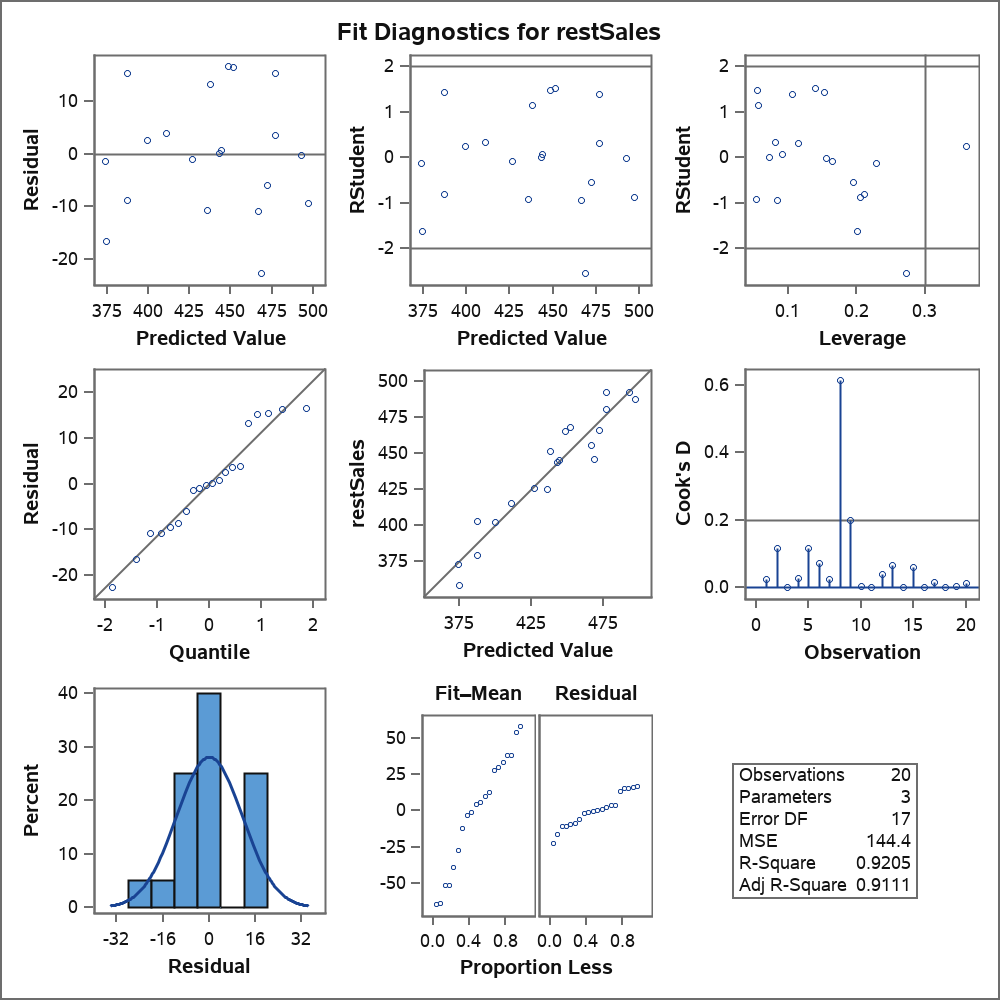 Fit Diagnostics for restSales
Residual
10
0
-10
-20
375 400 425 450 475 500
Predicted Value
RStudent
2
1
0
-1
-2
375 400 425 450 475 500
Predicted Value
RStudent
2
1
0
-1
-2
0.1 0.2 0.3
Leverage
Residual
20
10
0
-10
-20
-2 -1 0 1 2
Quantile
restSales
500
475
450
425
400
375
375 425 475
Predicted Value
Cook's D
0.6
0.4
0.2
0.0
0 5 10 15 20
Observation
Percent
40
30
20
10
0
-32 -16 0 16 32
Residual
Fit–Mean Residual
50
25
0
-25
-50
0.0 0.4 0.8 0.0 0.4 0.8
Proportion Less
Observations 20
Parameters 3
Error DF 17
MSE 144.4
R-Square 0.9205
Adj R-Square 0.9111